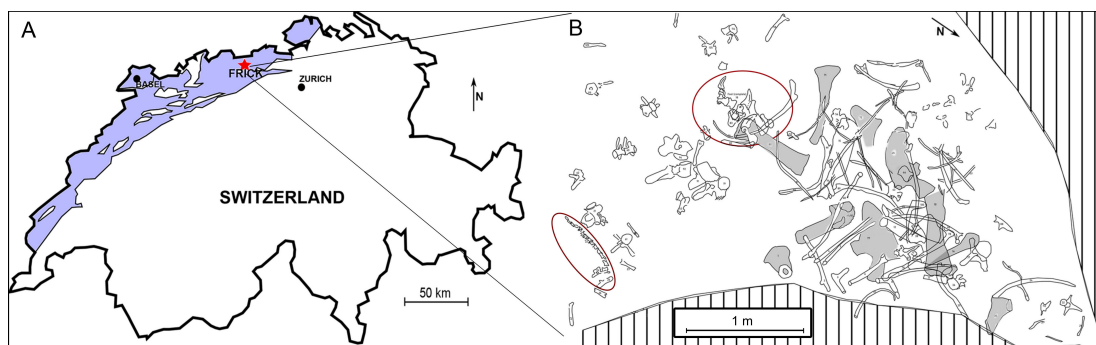 A
BASEL
FRICK
ZURICH
N
SWITZERLAND
50 km
B
N
1 m